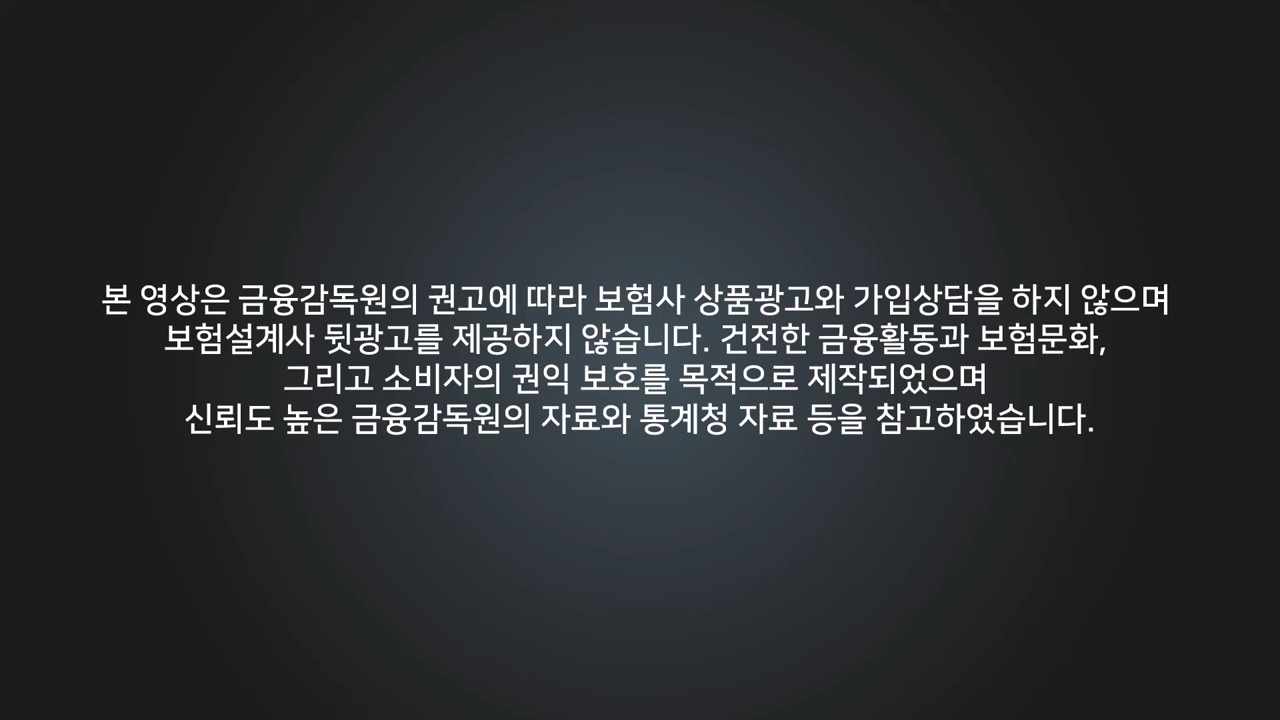 본 영상은 금융감독원의 권고에 따라 보험사 상품광고와 가입상담을 하지 않으며
보험설계사 뒷광고를 제공하지 않습니다. 건전한 금융활동과 보험문화,
그리고 소비자의 권익 보호를 목적으로 제작되었으며
신뢰도 높은 금융감독원의 자료와 통계청 자료 등을 참고하였습니다.